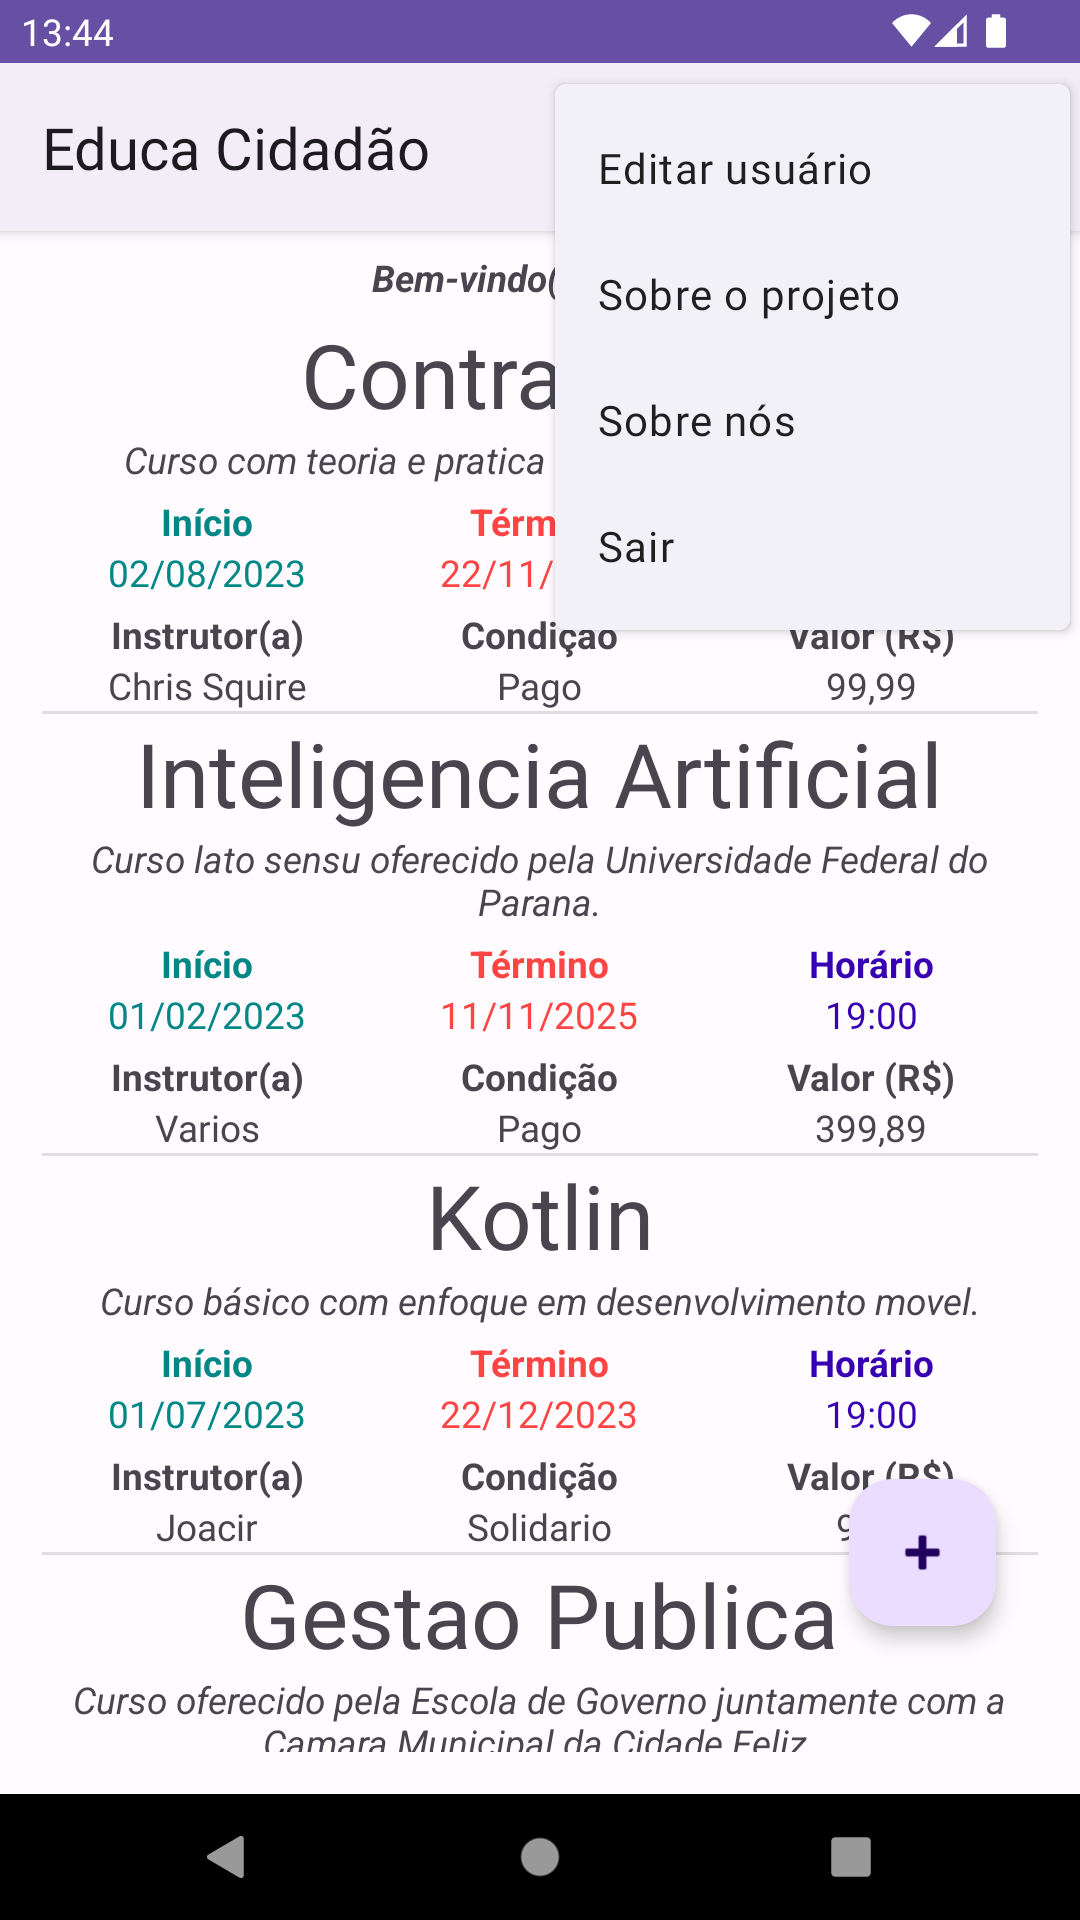 13:44
Educa Cidadão
Editar usuário
Sobre o projeto
Sobre nós
Sair
Bem-vindo(
Contra
Curso com teoria e pratica
Início Térm
02/08/2023 22/11/
Instrutor(a) Condição Valor (R$)
Chris Squire Pago 99,99
Inteligencia Artificial
Curso lato sensu oferecido pela Universidade Federal do
Parana.
Início Término Horário
01/02/2023 11/11/2025 19:00
Instrutor(a) Condição Valor (R$)
Varios Pago 399,89
Kotlin
Curso básico com enfoque em desenvolvimento movel.
Início Término Horário
01/07/2023 22/12/2023 19:00
Instrutor(a) Condição Valor (R$)
Joacir Solidario
Gestao Publica
Curso oferecido pela Escola de Governo juntamente com a
Camara Municipal da Cidade Feliz